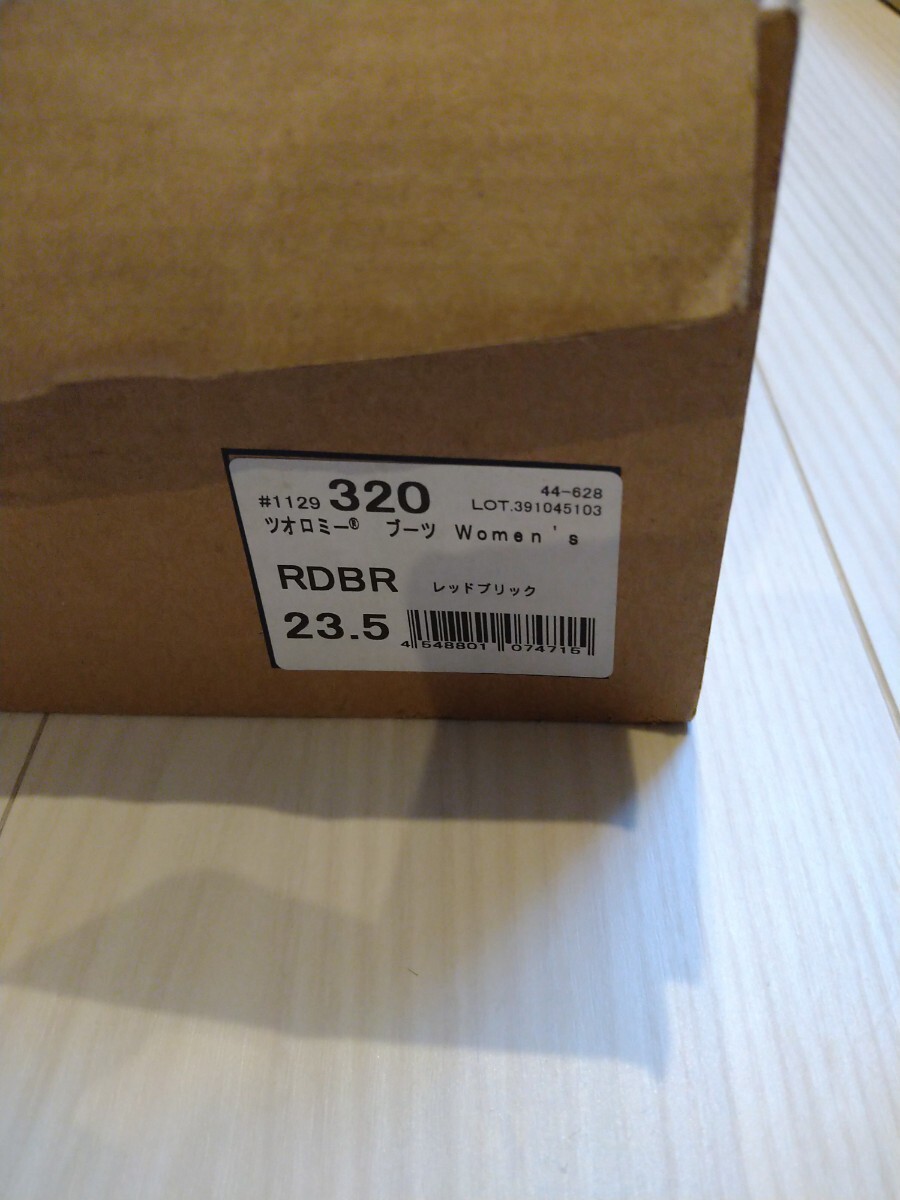 #1129 320 44-628
LOT.391045103
ツオロミー® ブーツ Women's
RDBR レッドブリック
23.5
4 548801 074715